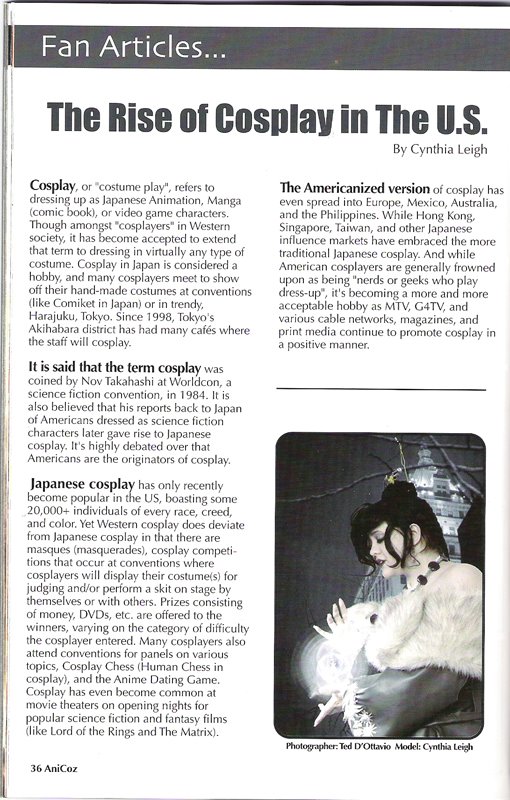 Fan Articles...
The Rise of Cosplay in The U.S.
By Cynthia Leigh
Cosplay, or "costume play", refers to
dressing up as Japanese Animation, Manga
(comic book), or video game characters.
Though amongst "cosplayers" in Western
society, it has become accepted to extend
that term to dressing in virtually any type of
costume. Cosplay in Japan is considered a
hobby, and many cosplayers meet to show
off their hand-made costumes at conventions
(like Comiket in Japan) or in trendy,
Harajuku, Tokyo. Since 1998, Tokyo's
Akihabara district has had many cafés where
the staff will cosplay.
It is said that the term cosplay was
coined by Nov Takahashi at Worldcon, a
science fiction convention, in 1984. It is
also believed that his reports back to Japan
of Americans dressed as science fiction
characters later gave rise to Japanese
cosplay. It's highly debated over that
Americans are the originators of cosplay.
Japanese cosplay has only recently
become popular in the US, boasting some
20,000+ individuals of every race, creed,
and color. Yet Western cosplay does deviate
from Japanese cosplay in that there are
masques (masquerades), cosplay competi-
tions that occur at conventions where
cosplayers will display their costume(s) for
judging and/or perform a skit on stage by
themselves or with others. Prizes consisting
of money, DVDs, etc. are offered to the
winners, varying on the category of difficulty
the cosplayer entered. Many cosplayers also
attend conventions for panels on various
topics, Cosplay Chess (Human Chess in
cosplay), and the Anime Dating Game.
Cosplay has even become common at
movie theaters on opening nights for
popular science fiction and fantasy films
(like Lord of the Rings and The Matrix).
The Americanized version of cosplay has
even spread into Europe, Mexico, Australia,
and the Philippines. While Hong Kong,
Singapore, Taiwan, and other Japanese
influence markets have embraced the more
traditional Japanese cosplay. And while
American cosplayers are generally frowned
upon as being "nerds or geeks who play
dress-up", it's becoming a more and more
acceptable hobby as MTV, G4TV, and
various cable networks, magazines, and
print media continue to promote cosplay in
a positive manner.
Photographer: Ted D'Ottavio Model: Cynthia Leigh
36 AniCoz